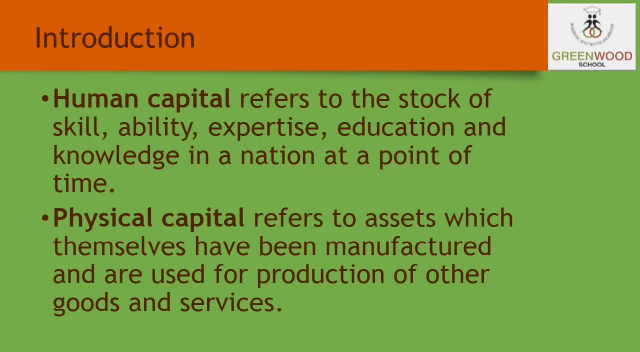 Introduction
GREENWOOD
SCHOOL
•Human capital refers to the stock of
skill, ability, expertise, education and
knowledge in a nation at a point of
time.
•Physical capital refers to assets which
themselves have been manufactured
and are used for production of other
goods and services.